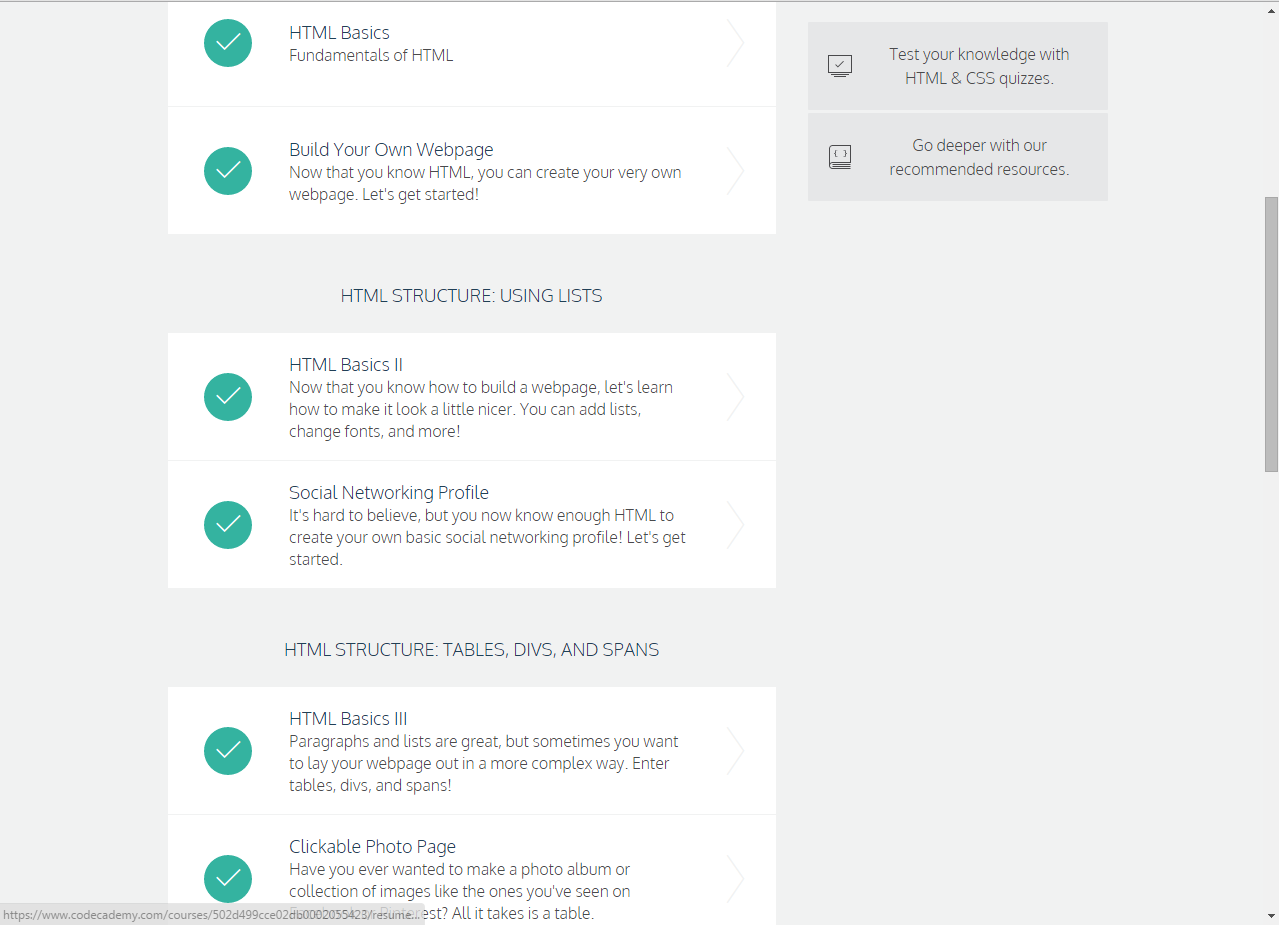 HTML Basics
Fundamentals of HTML
Build Your Own Webpage
Now that you know HTML, you can create your very own
webpage. Let's get started!
HTML STRUCTURE: USING LISTS
HTML Basics II
Now that you know how to build a webpage, let's learn
how to make it look a little nicer. You can add lists,
change fonts, and more!
Social Networking Profile
It's hard to believe, but you now know enough HTML to
create your own basic social networking profile! Let's get
started.
HTML STRUCTURE: TABLES, DIVS, AND SPANS
HTML Basics III
Paragraphs and lists are great, but sometimes you want
to lay your webpage out in a more complex way. Enter
tables, divs, and spans!
Clickable Photo Page
Have you ever wanted to make a photo album or
collection of images like the ones you've seen on
All it takes is a table.
Test your knowledge with
HTML & CSS quizzes.
Go deeper with our
recommended resources.
{ }
https://www.codecademy.com/courses/502d499cce02db0002055423/resume...